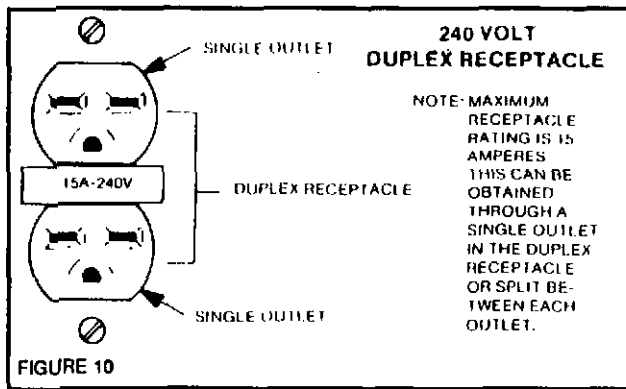 SINGLE OUTLET
240 VOLT
DUPLEX RECEPTACLE
NOTE- MAXIMUM
RECEPTACLE
RATING IS 15
AMPERES
THIS CAN BE
OBTAINED
THROUGH A
SINGLE OUTLET
IN THE DUPLEX
RECEPTACLE
OR SPLIT BE-
TWEEN EACH
OUTLET.
15A-240V
DUPLEX RECEPTACLE
SINGLE OUTLET
FIGURE 10